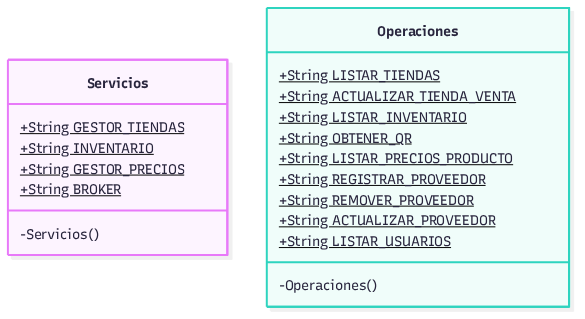 Servicios
+String GESTOR_TIENDAS
+String INVENTARIO
+String GESTOR_PRECIOS
+String BROKER
-Servicios()
Operaciones
+String LISTAR_TIENDAS
+String ACTUALIZAR_TIENDA_VENTA
+String LISTAR_INVENTARIO
+String OBTENER_QR
+String LISTAR_PRECIOS_PRODUCTO
+String REGISTRAR_PROVEEDOR
+String REMOVER_PROVEEDOR
+String ACTUALIZAR_PROVEEDOR
+String LISTAR_USUARIOS
-Operaciones()